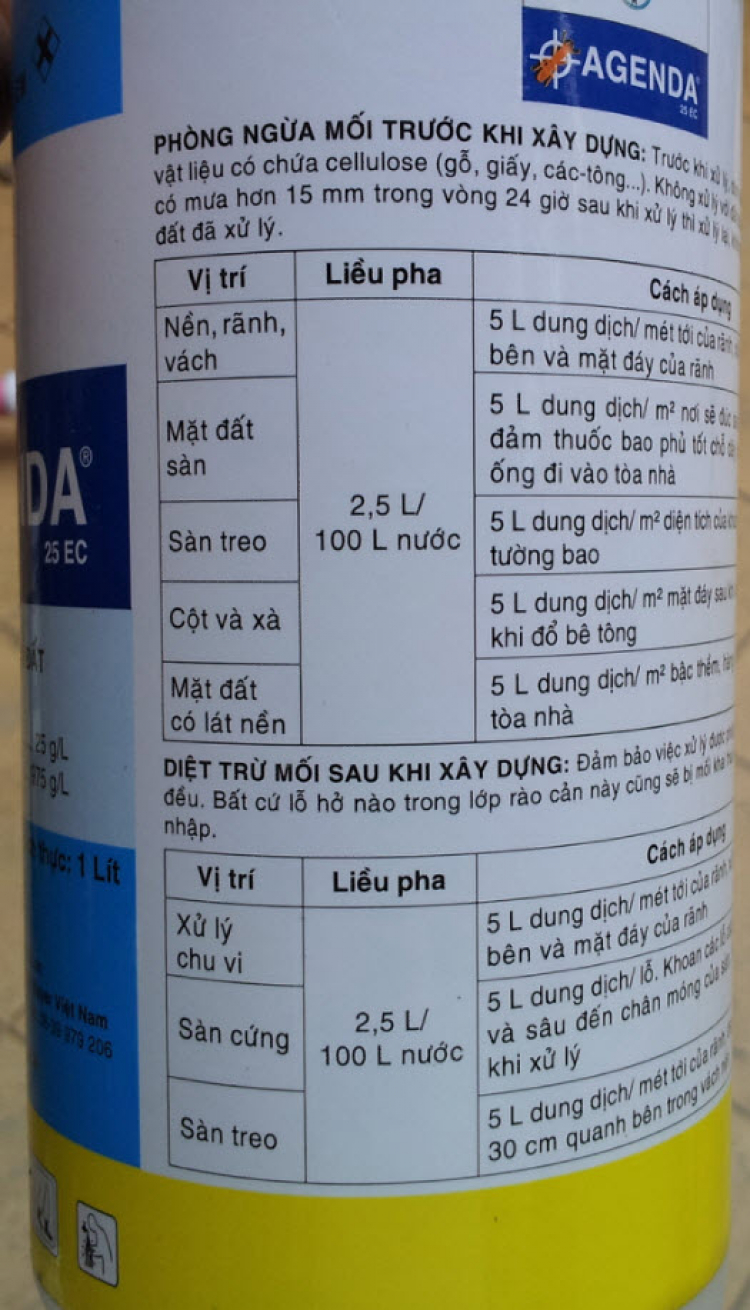 AGENDA
25 EC
PHÒNG NGỪA MỐI TRƯỚC KHI XÂY DỰNG: Trước khi xử lý,
vật liệu có chứa cellulose (gỗ, giấy, các-tông...). Không xử lý
có mưa hơn 15 mm trong vòng 24 giờ sau khi xử lý thì xử lý lại,
đất đã xử lý.
Vị trí
Liều pha
Cách áp dụng
Nền, rãnh,
vách
2,5 L/
100 L nước
5 L dung dịch/ mét tới của rãnh,
bên và mặt đáy của rãnh
Mặt đất
sàn
5 L dung dịch/ m² nơi sẽ
đảm thuốc bao phủ tốt chỗ
ống đi vào tòa nhà
Sàn treo
5 L dung dịch/ m² diện tích của
tường bao
Cột và xà
5 L dung dịch/ m² mặt đáy sau
khi đổ bê tông
Mặt đất
có lát nền
5 L dung dịch/ m² bậc thềm,
tòa nhà
DIỆT TRỪ MỐI SAU KHI XÂY DỰNG: Đảm bảo việc xử lý được
đều. Bất cứ lỗ hở nào trong lớp rào cản này cũng sẽ bị mối
nhập.
Vị trí
Liều pha
Cách áp dụng
Xử lý
chu vi
2,5 L/
100 L nước
5 L dung dịch/ mét tới của rãnh,
bên và mặt đáy của rãnh
Sàn cứng
5 L dung dịch/ lỗ. Khoan các lỗ
và sâu đến chân móng của
khi xử lý
Sàn treo
5 L dung dịch/ mét tới của rãnh
30 cm quanh bên trong vách
DA®
25 EC
ĐẤT
25 g/L
975 g/L
thực: 1 Lít
Việt Nam
979 206